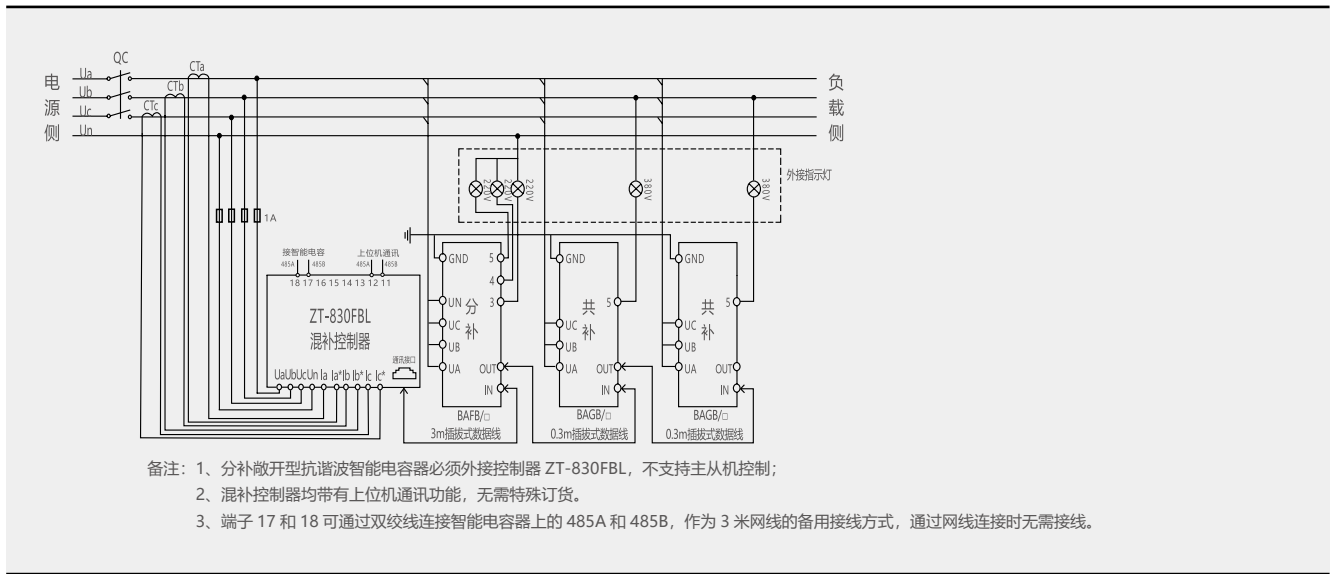 QC
CTa
CTb
CTc
电源侧
Ua
Ub
Uc
Un
负载侧
220V
220V
220V
380V
380V
外接指示灯
1A
接智能电容
485A
485B
上位机通讯
485A
485B
18 17 16 15 14 13 12 11
ZT-830FBL
混补控制器
通讯接口
Ua Ub Uc Un Ia Ia* Ib Ib* Ic Ic*
GND
5
4
UN
3
分补
UC
UB
UA
OUT
IN
BAFB/□
3m插拔式数据线
GND
共补
5
UC
UB
UA
OUT
IN
BAGB/□
0.3m插拔式数据线
GND
共补
5
UC
UB
UA
OUT
IN
BAGB/□
0.3m插拔式数据线
备注：1、分补敞开型抗谐波智能电容器必须外接控制器 ZT-830FBL，不支持主从机控制；
2、混补控制器均带有上位机通讯功能，无需特殊订货。
3、端子 17 和 18 可通过双绞线连接智能电容器上的 485A 和 485B，作为 3 米网线的备用接线方式，通过网线连接时无需接线。